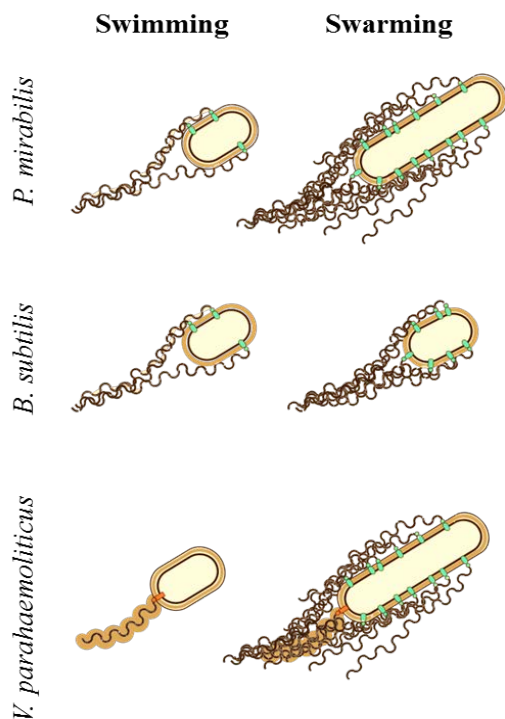 Swimming Swarming
P. mirabilis
B. subtilis
V. parahaemoliticus